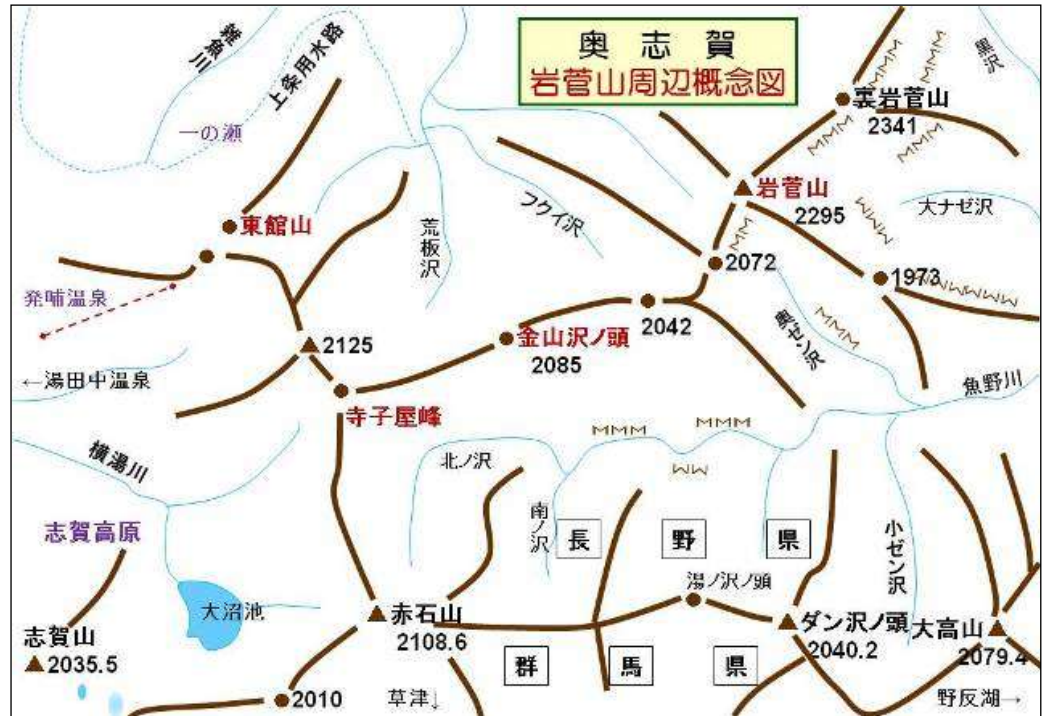 奥志賀
岩菅山周辺概念図
雑魚川
上条用水路
黒沢
裏岩菅山
2341
一の瀬
岩菅山
2295
大ナゼ沢
東館山
荒板沢
フクイ沢
2072
1973
発哺温泉
2042
奥ゼン沢
2125
金山沢ノ頭
2085
←湯田中温泉
魚野川
寺子屋峰
横湯川
北ノ沢
南ノ沢
志賀高原
長野県
小ゼン沢
湯ノ沢ノ頭
大沼池
赤石山
2108.6
ダン沢ノ頭
2040.2
大高山
2079.4
志賀山
2035.5
群馬県
2010
草津↓
野反湖→